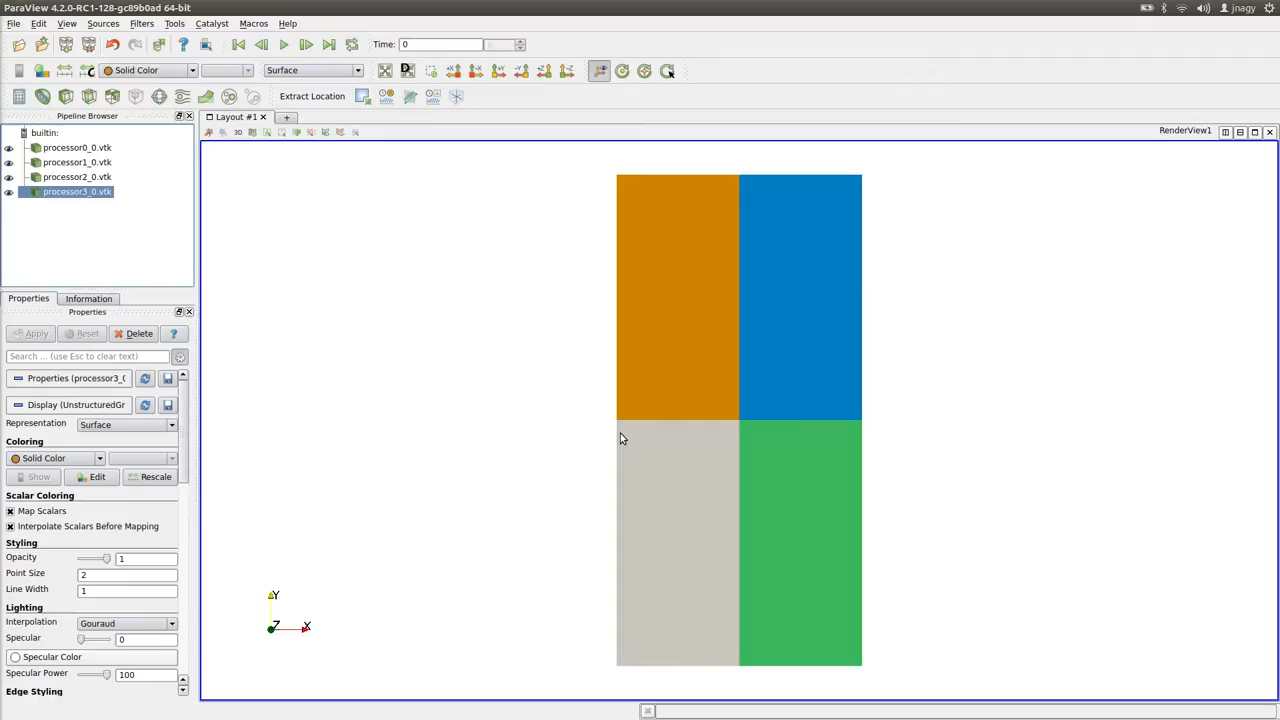 ParaView 4.2.0-RC1-128-gc89b0ad 64-bit
jnagy
File Edit View Sources Filters Tools Catalyst Macros Help
Time: 0
Solid Color
Surface
Extract Location
Pipeline Browser
Layout #1
3D
RenderView1
builtin:
processor0_0.vtk
processor1_0.vtk
processor2_0.vtk
processor3_0.vtk
Properties Information
Properties
Apply Reset Delete ?
Search ... (use Esc to clear text)
Properties (processor3_0
Display (UnstructuredGr
Representation Surface
Coloring
Solid Color
Show Edit Rescale
Scalar Coloring
Map Scalars
Interpolate Scalars Before Mapping
Styling
Opacity 1
Point Size 2
Line Width 1
Lighting
Interpolation Gouraud
Specular 0
Specular Color
Specular Power 100
Edge Styling
Y
Z X